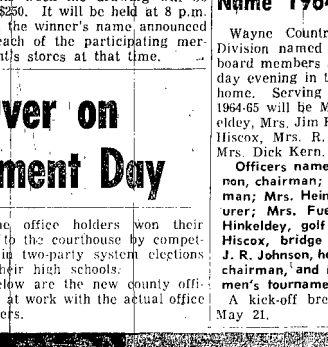 $250. It will be held at 8 p.m.
the winner's name announced
each of the participating mer-
nt's stores at that time.
ver on
ment Day
office holders won their
to the courthouse by compet-
in two-party system elections
their high schools.
low are the new county offi-
at work with the actual office
ers.
Name 1964
Wayne Country
Division named
board members
day evening in t
home. Serving
1964-65 will be M
eldey, Mrs. Jim
Hiscox, Mrs. R.
Mrs. Dick Kern.
Officers name
non, chairman;
man; Mrs. Hein
urer; Mrs. Fue
Hinkeldey, golf
Hiscox, bridge
J. R. Johnson, he
chairman, and
men's tourname
A kick-off bre
May 21.